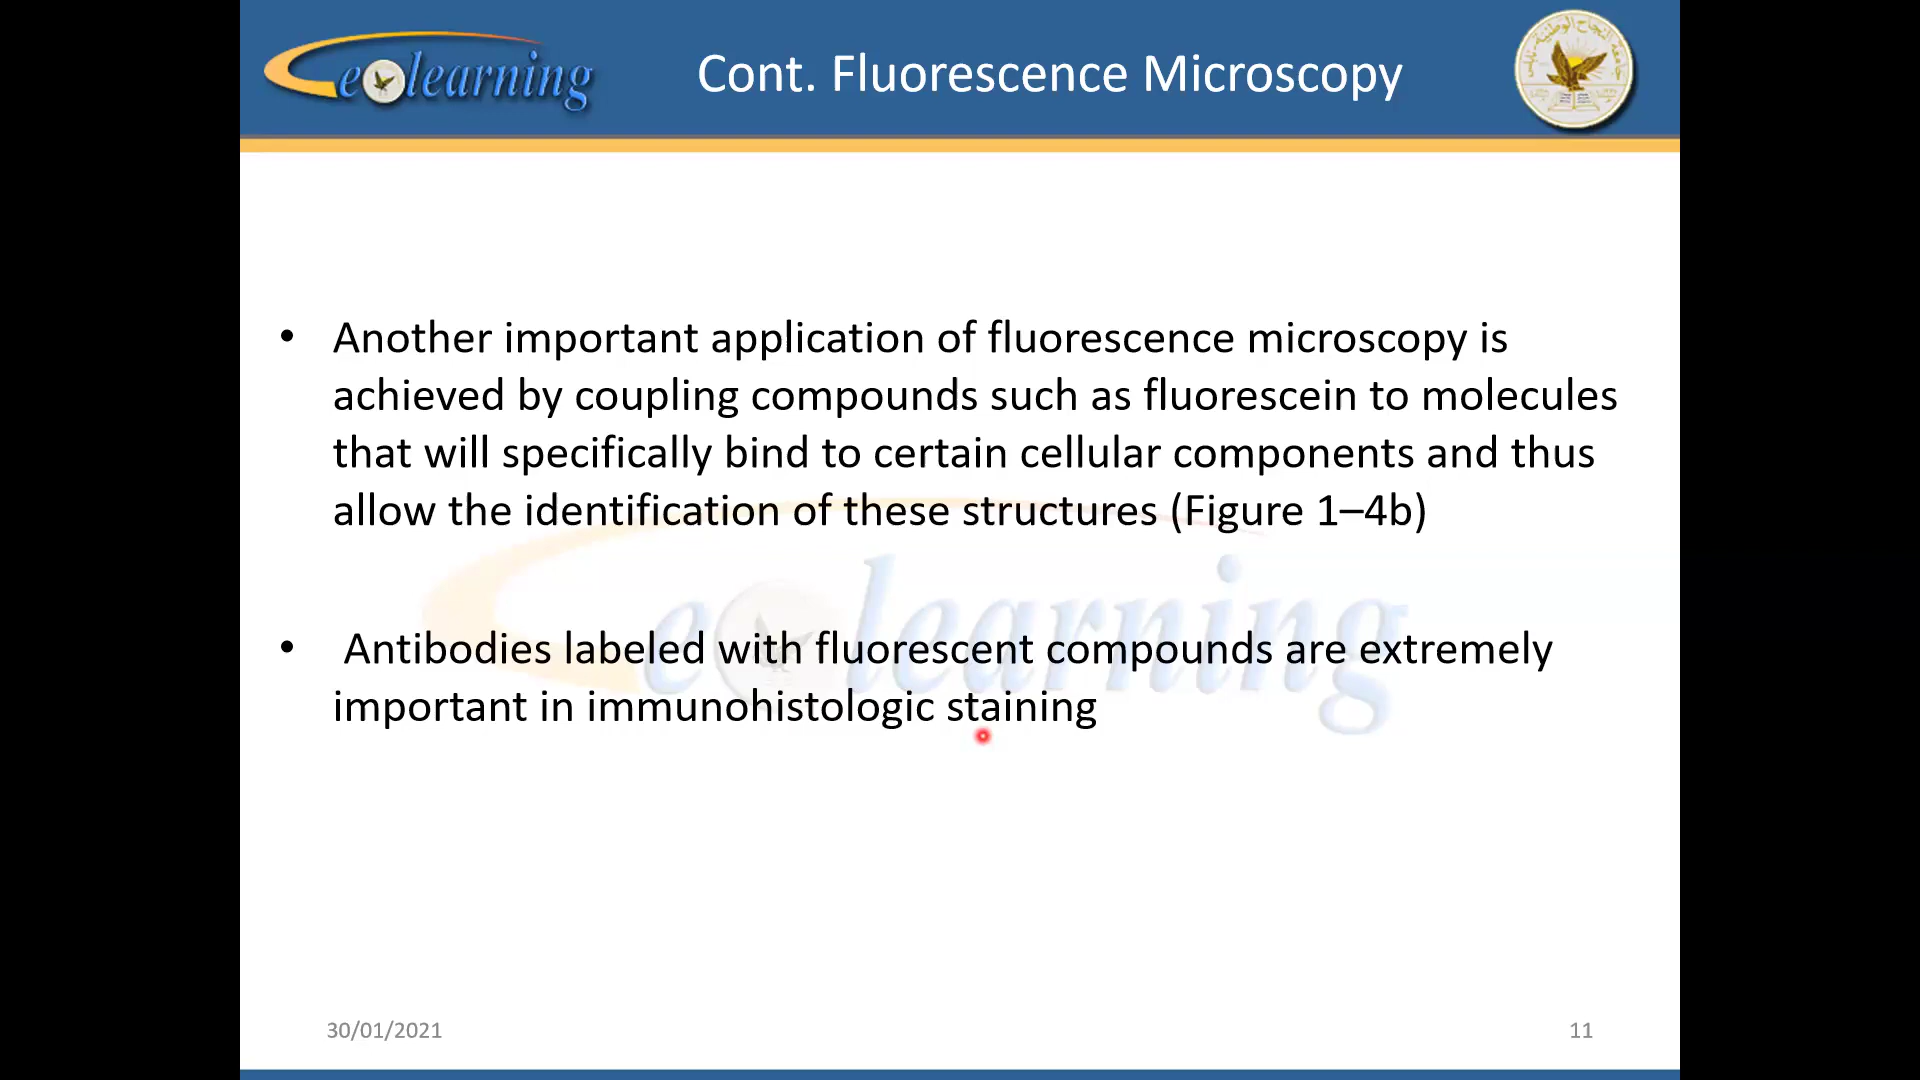 elearning
Cont. Fluorescence Microscopy
• Another important application of fluorescence microscopy is
achieved by coupling compounds such as fluorescein to molecules
that will specifically bind to certain cellular components and thus
allow the identification of these structures (Figure 1–4b)
elearning
• Antibodies labeled with fluorescent compounds are extremely
important in immunohistologic staining
30/01/2021
11